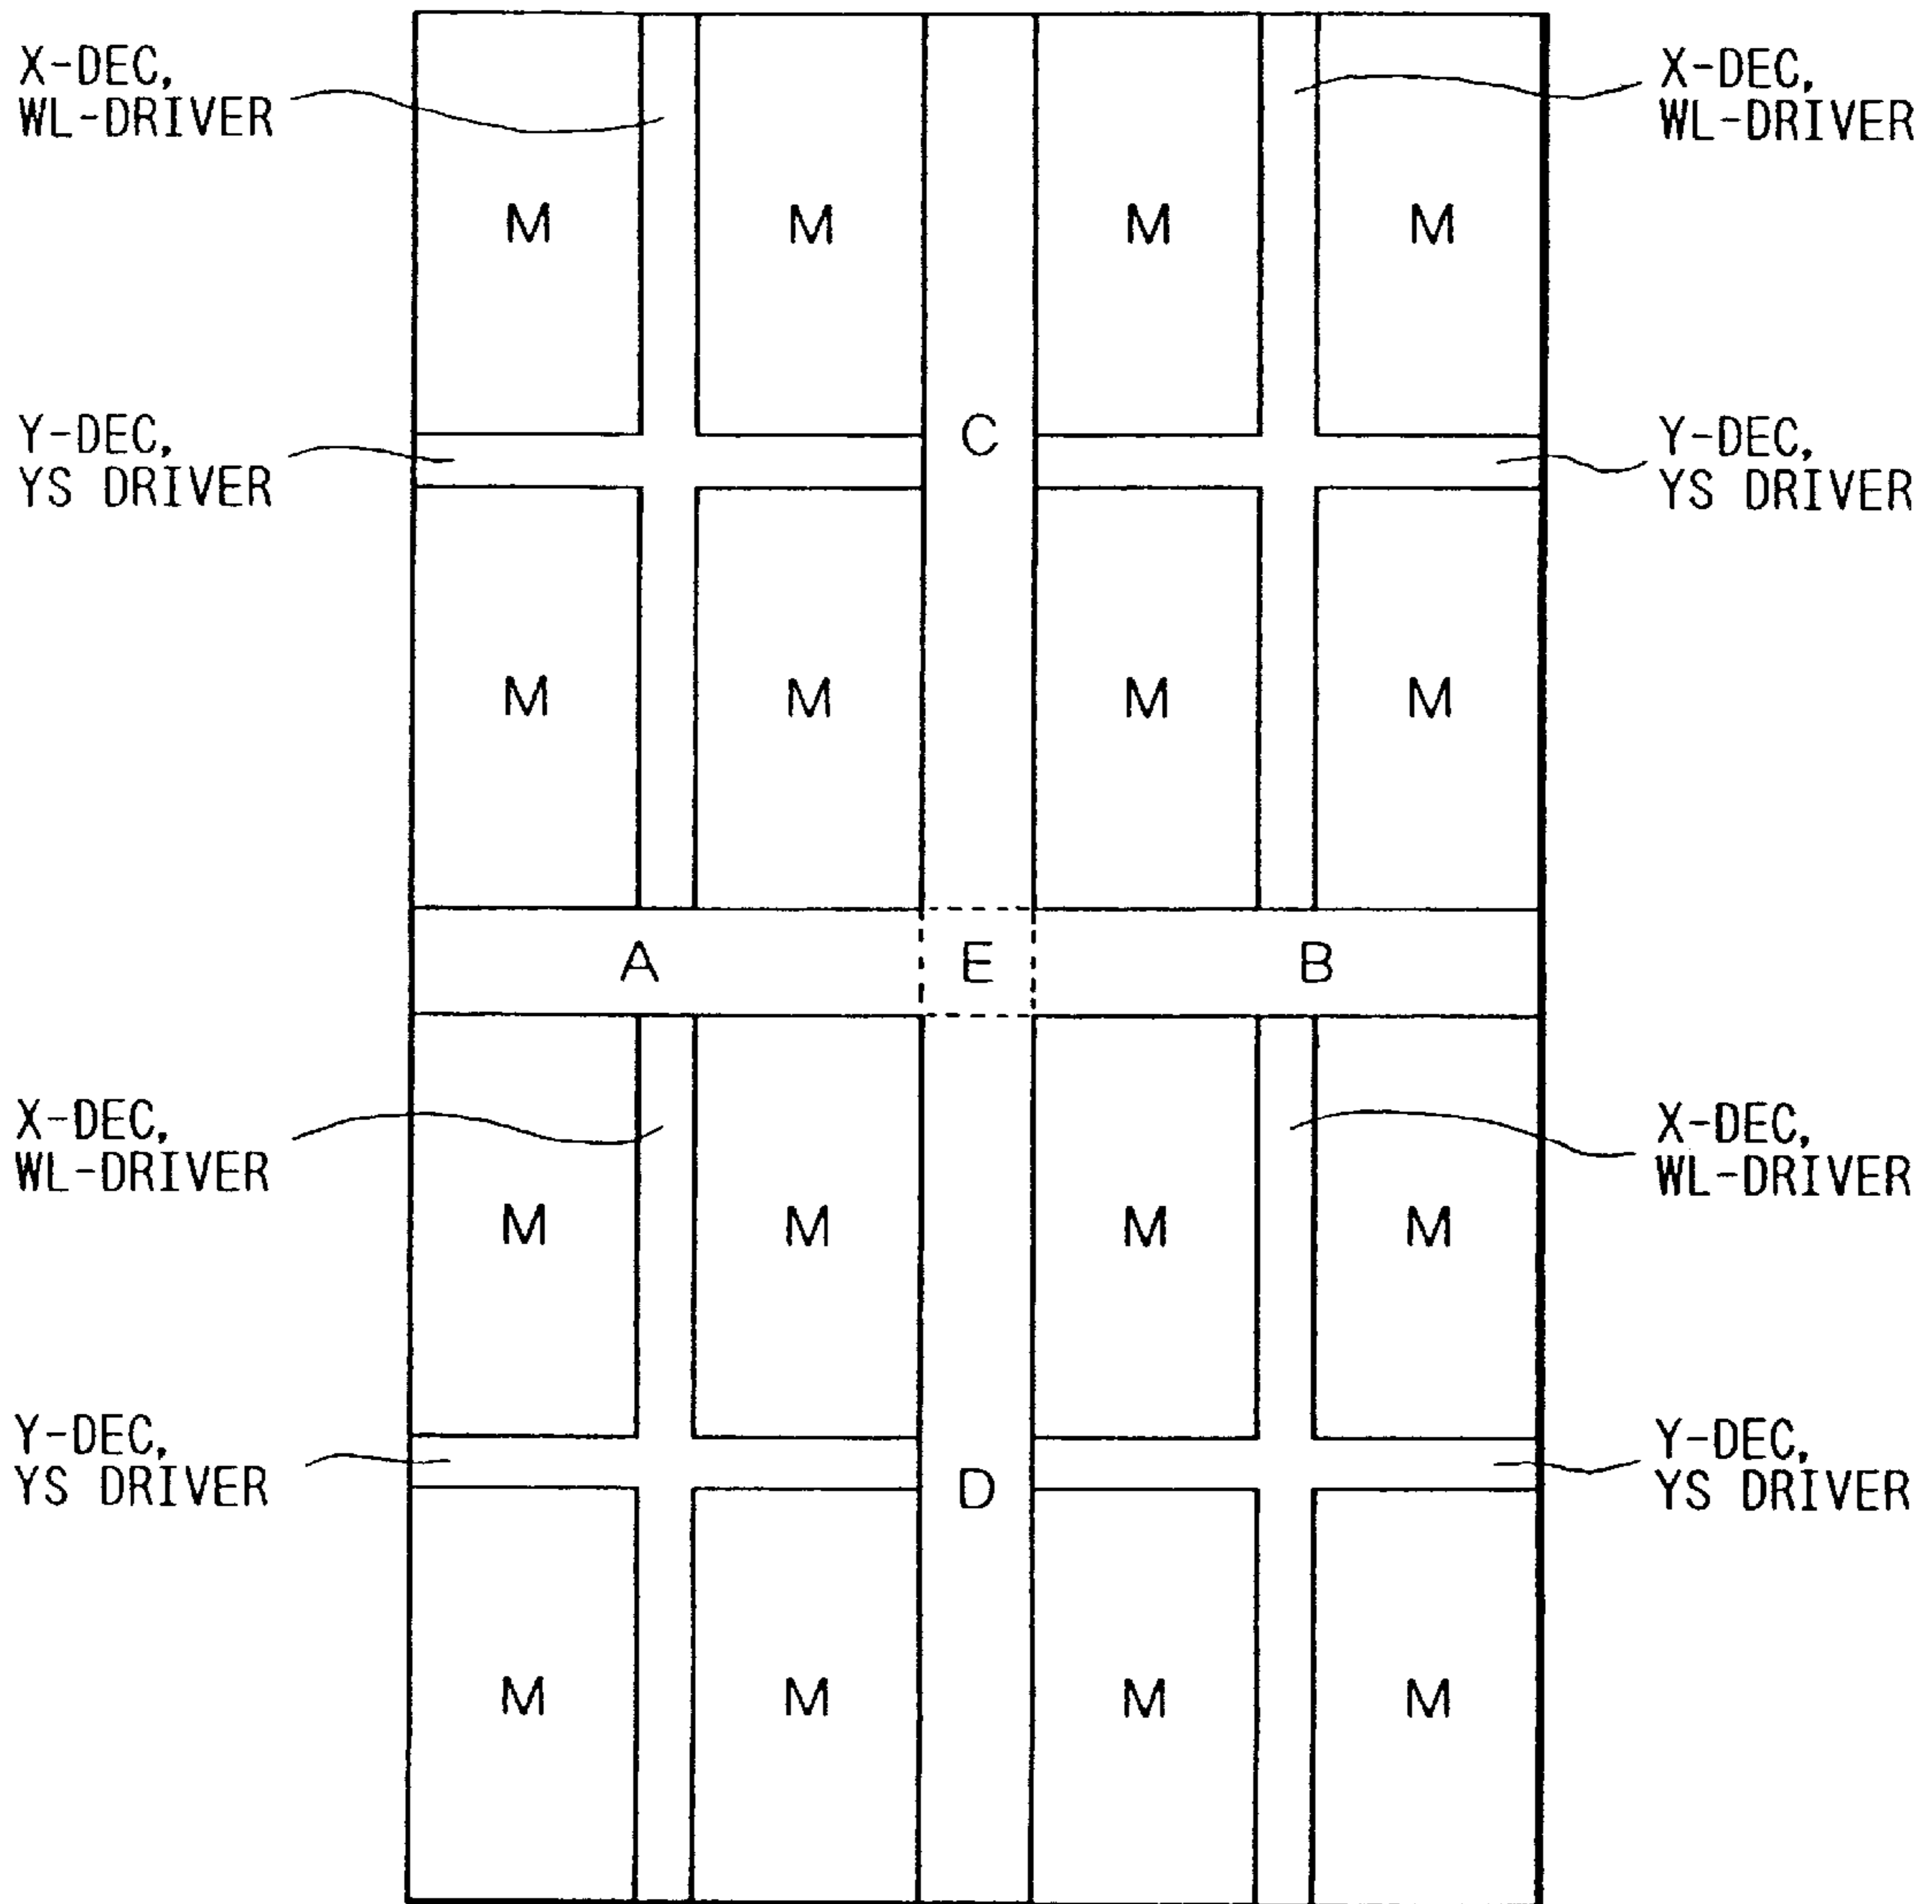 X-DEC,
WL-DRIVER
X-DEC,
WL-DRIVER
M M M M
Y-DEC,
YS DRIVER
C
Y-DEC,
YS DRIVER
M M M M
A E B
X-DEC,
WL-DRIVER
X-DEC,
WL-DRIVER
M M M M
Y-DEC,
YS DRIVER
D
Y-DEC,
YS DRIVER
M M M M